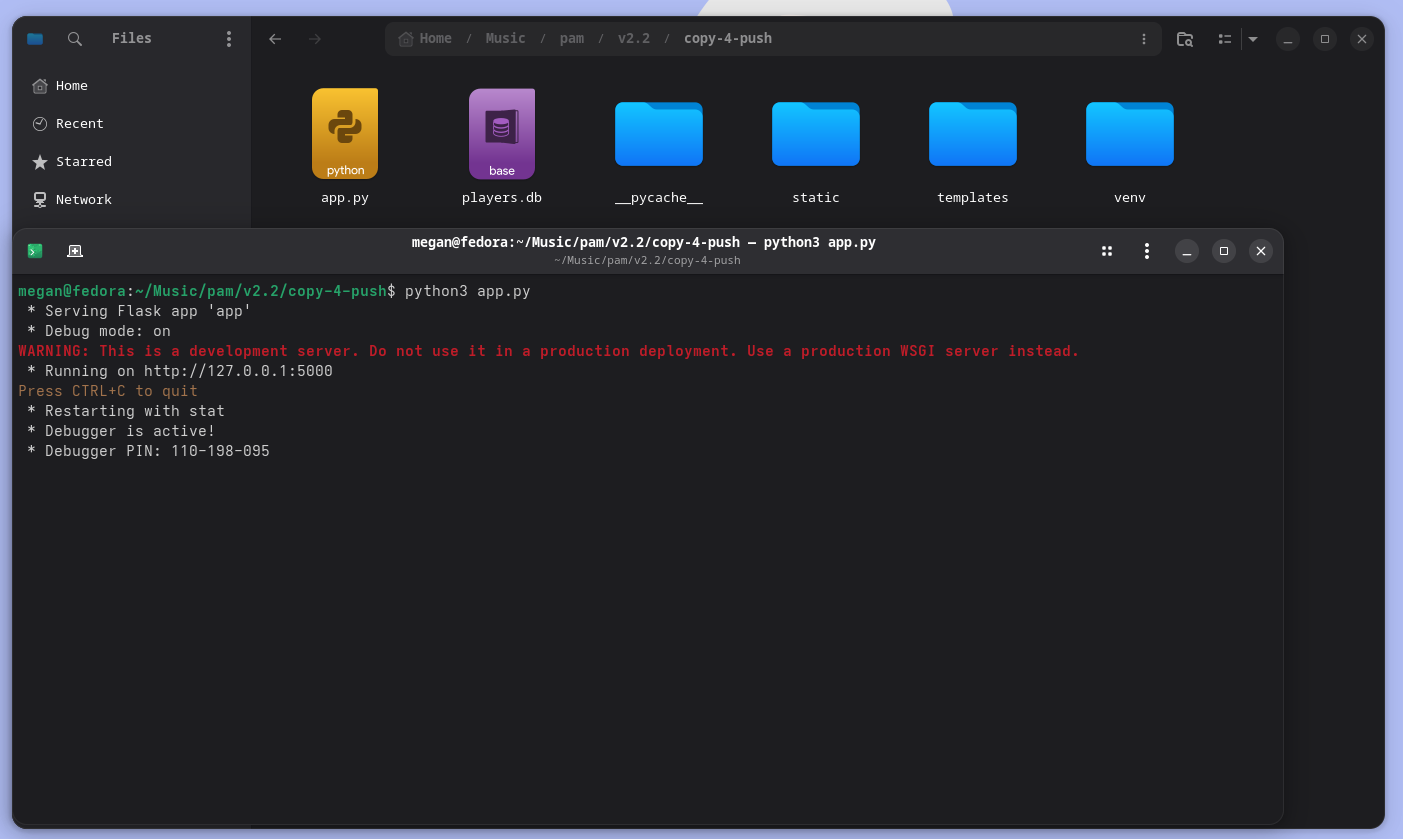 Files
Home / Music / pam / v2.2 / copy-4-push
Home
Recent
Starred
Network
python
base
app.py
players.db
__pycache__
static
templates
venv
megan@fedora:~/Music/pam/v2.2/copy-4-push — python3 app.py
~/Music/pam/v2.2/copy-4-push
megan@fedora:~/Music/pam/v2.2/copy-4-push$ python3 app.py
* Serving Flask app 'app'
* Debug mode: on
WARNING: This is a development server. Do not use it in a production deployment. Use a production WSGI server instead.
* Running on http://127.0.0.1:5000
Press CTRL+C to quit
* Restarting with stat
* Debugger is active!
* Debugger PIN: 110-198-095